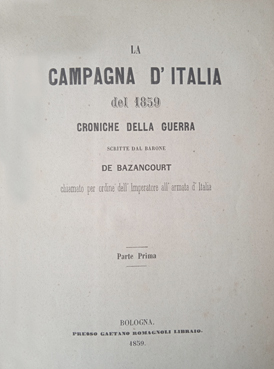 LA
CAMPAGNA D'ITALIA
del 1859
CRONICHE DELLA GUERRA
SCRITTE DAL BARONE
DE BAZANCOURT
chiamato per ordine dell' Imperatore all' armata d' Italia
Parte Prima
BOLOGNA,
PRESSO GAETANO ROMAGNOLI LIBRAIO.
1859.